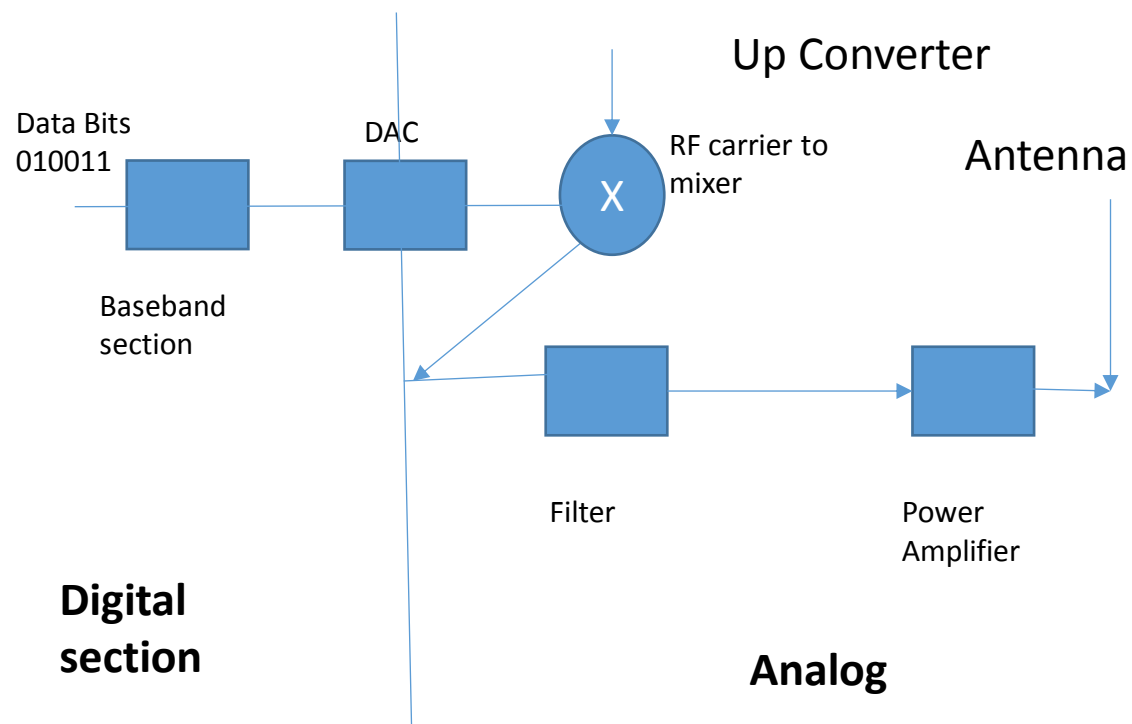 Up Converter
Data Bits
010011
DAC
RF carrier to
mixer
Antenna
X
Baseband
section
Filter
Power
Amplifier
Digital
section
Analog